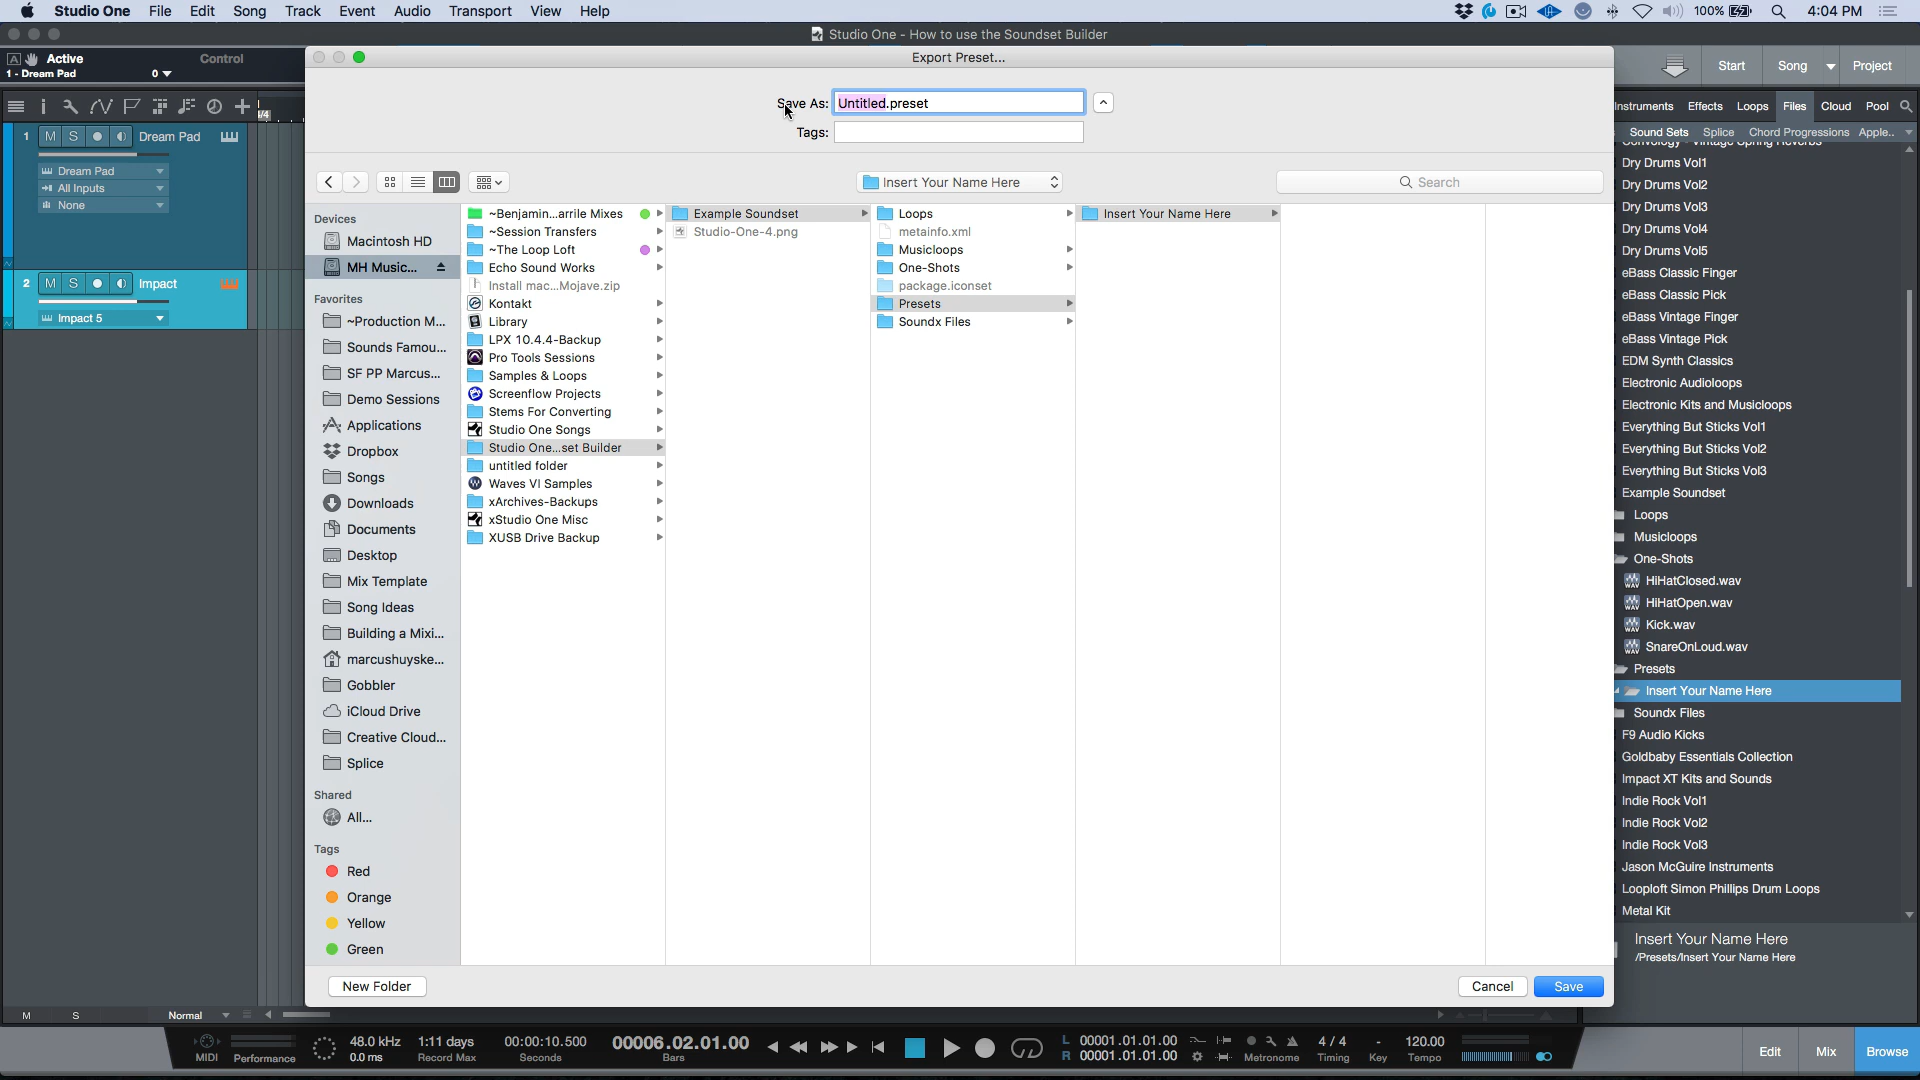 Studio One File Edit Song Track Event Audio Transport View Help 100% 4:04 PM
Studio One - How to use the Soundset Builder
Active Control
1 - Dream Pad 0
Export Preset...
Start Song Project
Save As: Untitled.preset
Tags:
Instruments Effects Loops Files Cloud Pool
Sound Sets Splice Chord Progressions Apple..
1 M S Dream Pad
Dream Pad
All Inputs
None
2 M S Impact
Impact 5
Insert Your Name Here
Search
Devices
Macintosh HD
MH Music...
Favorites
~Production M...
Sounds Famou...
SF PP Marcus...
Demo Sessions
Applications
Dropbox
Songs
Downloads
Documents
Desktop
Mix Template
Song Ideas
Building a Mixi...
marcushuyske...
Gobbler
iCloud Drive
Creative Cloud...
Splice
Shared
All...
Tags
Red
Orange
Yellow
Green
~Benjamin...arrile Mixes
~Session Transfers
~The Loop Loft
Echo Sound Works
Install mac...Mojave.zip
Kontakt
Library
LPX 10.4.4-Backup
Pro Tools Sessions
Samples & Loops
Screenflow Projects
Stems For Converting
Studio One Songs
Studio One...set Builder
untitled folder
Waves VI Samples
xArchives-Backups
xStudio One Misc
XUSB Drive Backup
Example Soundset
Studio-One-4.png
Loops
metainfo.xml
Musicloops
One-Shots
package.iconset
Presets
Soundx Files
Insert Your Name Here
Convology - Vintage Spring Reverbs
Dry Drums Vol1
Dry Drums Vol2
Dry Drums Vol3
Dry Drums Vol4
Dry Drums Vol5
eBass Classic Finger
eBass Classic Pick
eBass Vintage Finger
eBass Vintage Pick
EDM Synth Classics
Electronic Audioloops
Electronic Kits and Musicloops
Everything But Sticks Vol1
Everything But Sticks Vol2
Everything But Sticks Vol3
Example Soundset
Loops
Musicloops
One-Shots
HiHatClosed.wav
HiHatOpen.wav
Kick.wav
SnareOnLoud.wav
Presets
Insert Your Name Here
Soundx Files
F9 Audio Kicks
Goldbaby Essentials Collection
Impact XT Kits and Sounds
Indie Rock Vol1
Indie Rock Vol2
Indie Rock Vol3
Jason McGuire Instruments
Looploft Simon Phillips Drum Loops
Metal Kit
Insert Your Name Here
/Presets/Insert Your Name Here
New Folder Cancel Save
M S Normal
48.0 kHz 1:11 days 00:00:10.500 00006.02.01.00 L 00001.01.01.00 4 / 4 - 120.00
MIDI Performance 0.0 ms Record Max Seconds Bars R 00001.01.01.00 Metronome Timing Key Tempo
Edit Mix Browse